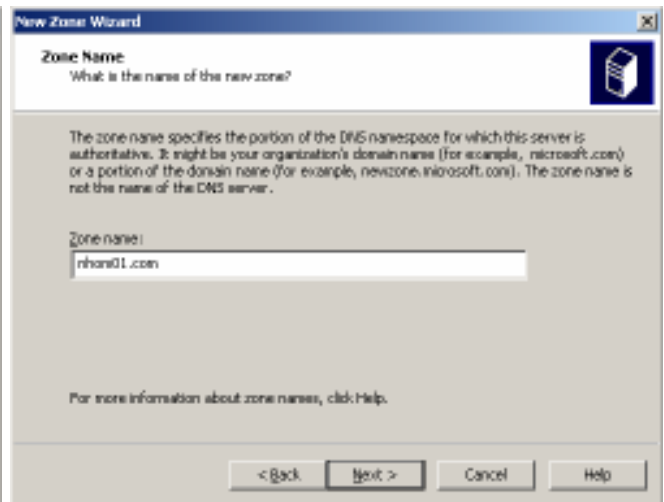 New Zone Wizard
Zone Name
What is the name of the new zone?
The zone name specifies the portion of the DNS namespace for which this server is
authoritative. It might be your organization's domain name (for example, microsoft.com)
or a portion of the domain name (for example, newzone.microsoft.com). The zone name is
not the name of the DNS server.
Zone name:
nhom01.com
For more information about zone names, click Help.
< Back
Next >
Cancel
Help